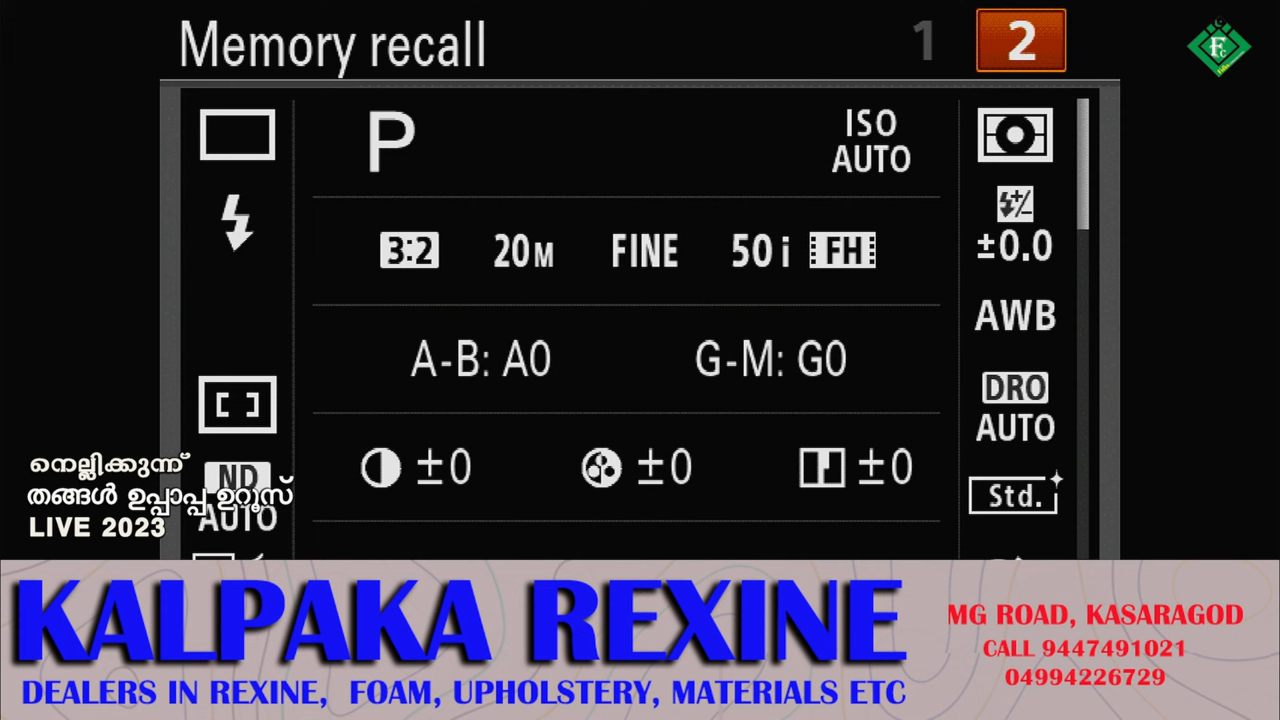 Memory recall 1 2
P ISO AUTO
3:2 20M FINE 50i FH
±0.0
AWB
A-B: A0 G-M: G0
DRO AUTO
±0 ±0 ±0
Std.
ND AUTO
നെല്ലിക്കുന്ന്
തങ്ങൾ ഉപ്പാപ്പ ഉറൂസ്
LIVE 2023
KALPAKA REXINE
DEALERS IN REXINE, FOAM, UPHOLSTERY, MATERIALS ETC
MG ROAD, KASARAGOD
CALL 9447491021
04994226729